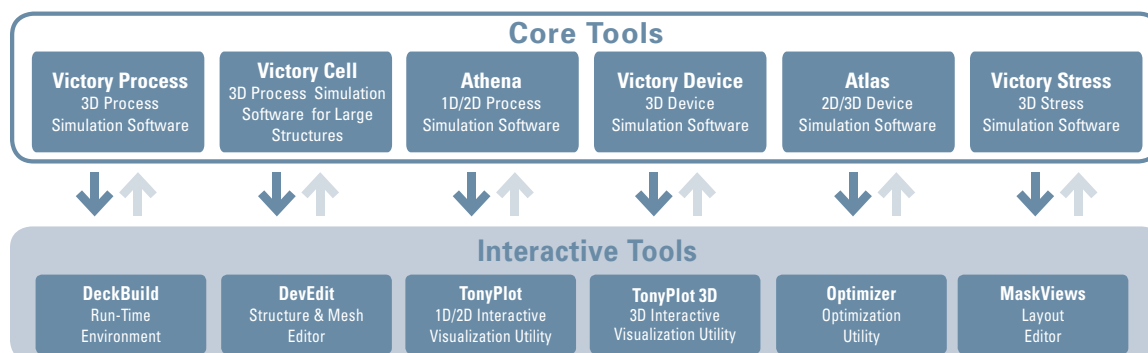 Core Tools
Victory Process
3D Process
Simulation Software
Victory Cell
3D Process Simulation
Software for Large
Structures
Athena
1D/2D Process
Simulation Software
Victory Device
3D Device
Simulation Software
Atlas
2D/3D Device
Simulation Software
Victory Stress
3D Stress
Simulation Software
Interactive Tools
DeckBuild
Run-Time
Environment
DevEdit
Structure & Mesh
Editor
TonyPlot
1D/2D Interactive
Visualization Utility
TonyPlot 3D
3D Interactive
Visualization Utility
Optimizer
Optimization
Utility
MaskViews
Layout
Editor